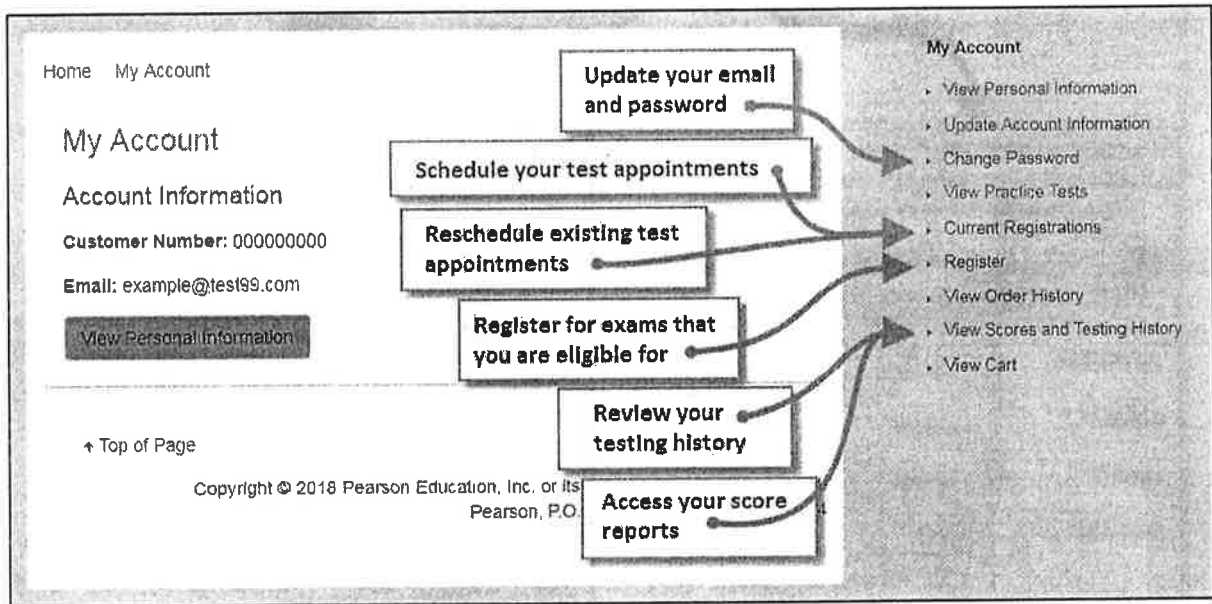 Home My Account
My Account
Account Information
Customer Number: 000000000
Email: example@test99.com
View Personal Information
↑ Top of Page
Copyright © 2018 Pearson Education, Inc. or its
Pearson, P.O.
4
Update your email
and password
Schedule your test appointments
Reschedule existing test
appointments
Register for exams that
you are eligible for
Review your
testing history
Access your score
reports
My Account
View Personal Information
Update Account Information
Change Password
View Practice Tests
Current Registrations
Register
View Order History
View Scores and Testing History
View Cart